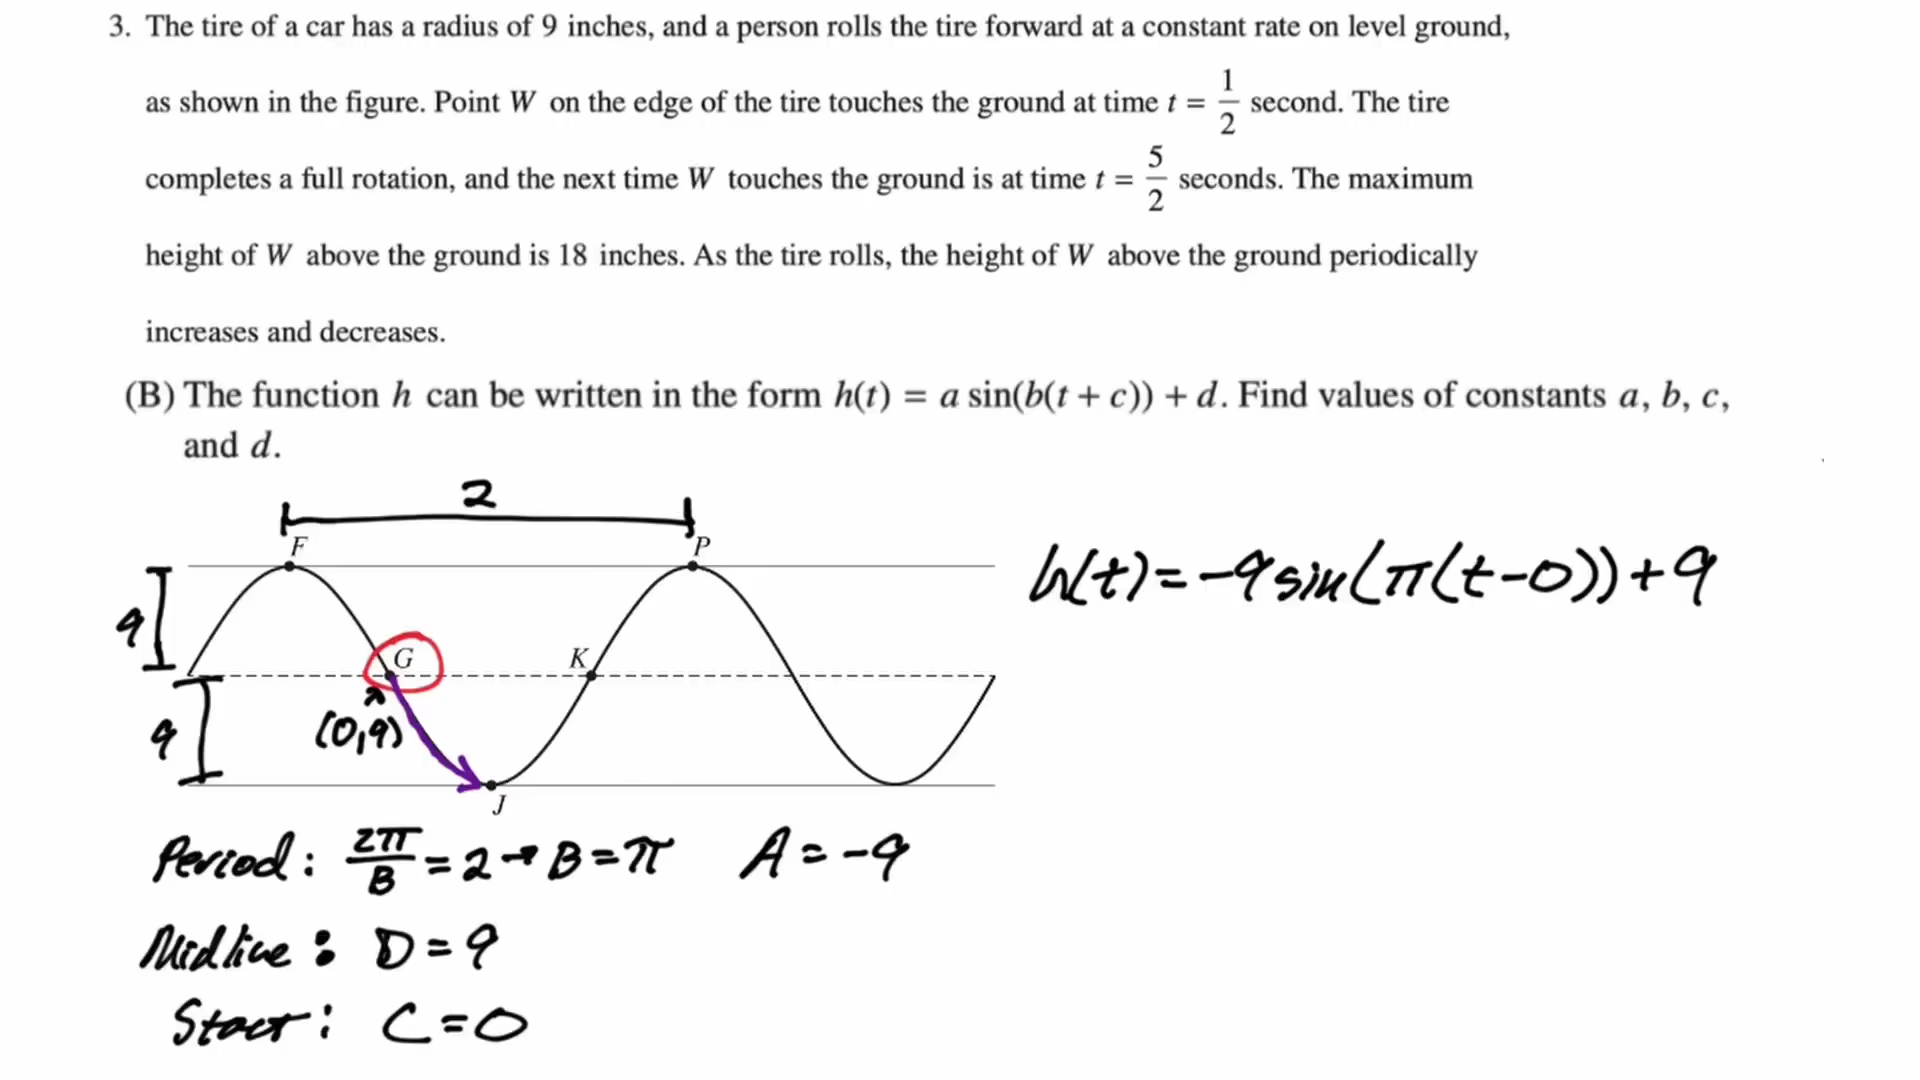 3. The tire of a car has a radius of 9 inches, and a person rolls the tire forward at a constant rate on level ground,
as shown in the figure. Point W on the edge of the tire touches the ground at time t = 1/2 second. The tire
completes a full rotation, and the next time W touches the ground is at time t = 5/2 seconds. The maximum
height of W above the ground is 18 inches. As the tire rolls, the height of W above the ground periodically
increases and decreases.
(B) The function h can be written in the form h(t) = a sin(b(t + c)) + d. Find values of constants a, b, c,
and d.
2
F
P
h(t)=-9sin(π(t-0))+9
9
G
K
9
(0,9)
J
Period: 2π/B = 2 → B=π A=-9
Midline: D=9
Start: C=0